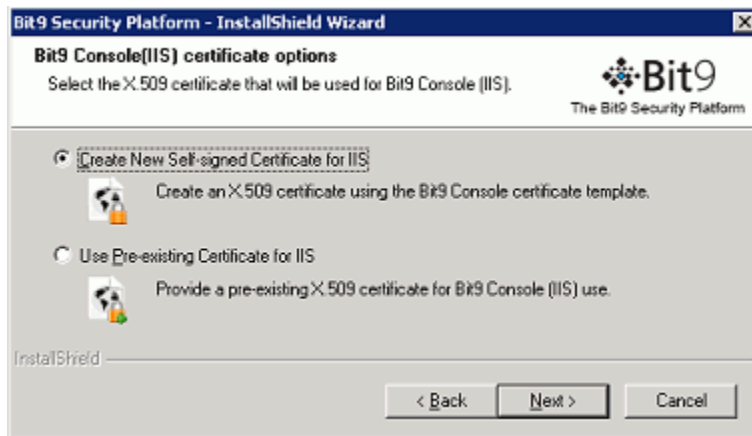 Bit9 Security Platform - InstallShield Wizard
Bit9 Console(IIS) certificate options
Select the X.509 certificate that will be used for Bit9 Console (IIS).
Bit9
The Bit9 Security Platform
Create New Self-signed Certificate for IIS
Create an X.509 certificate using the Bit9 Console certificate template.
Use Pre-existing Certificate for IIS
Provide a pre-existing X.509 certificate for Bit9 Console (IIS) use.
InstallShield
< Back Next > Cancel